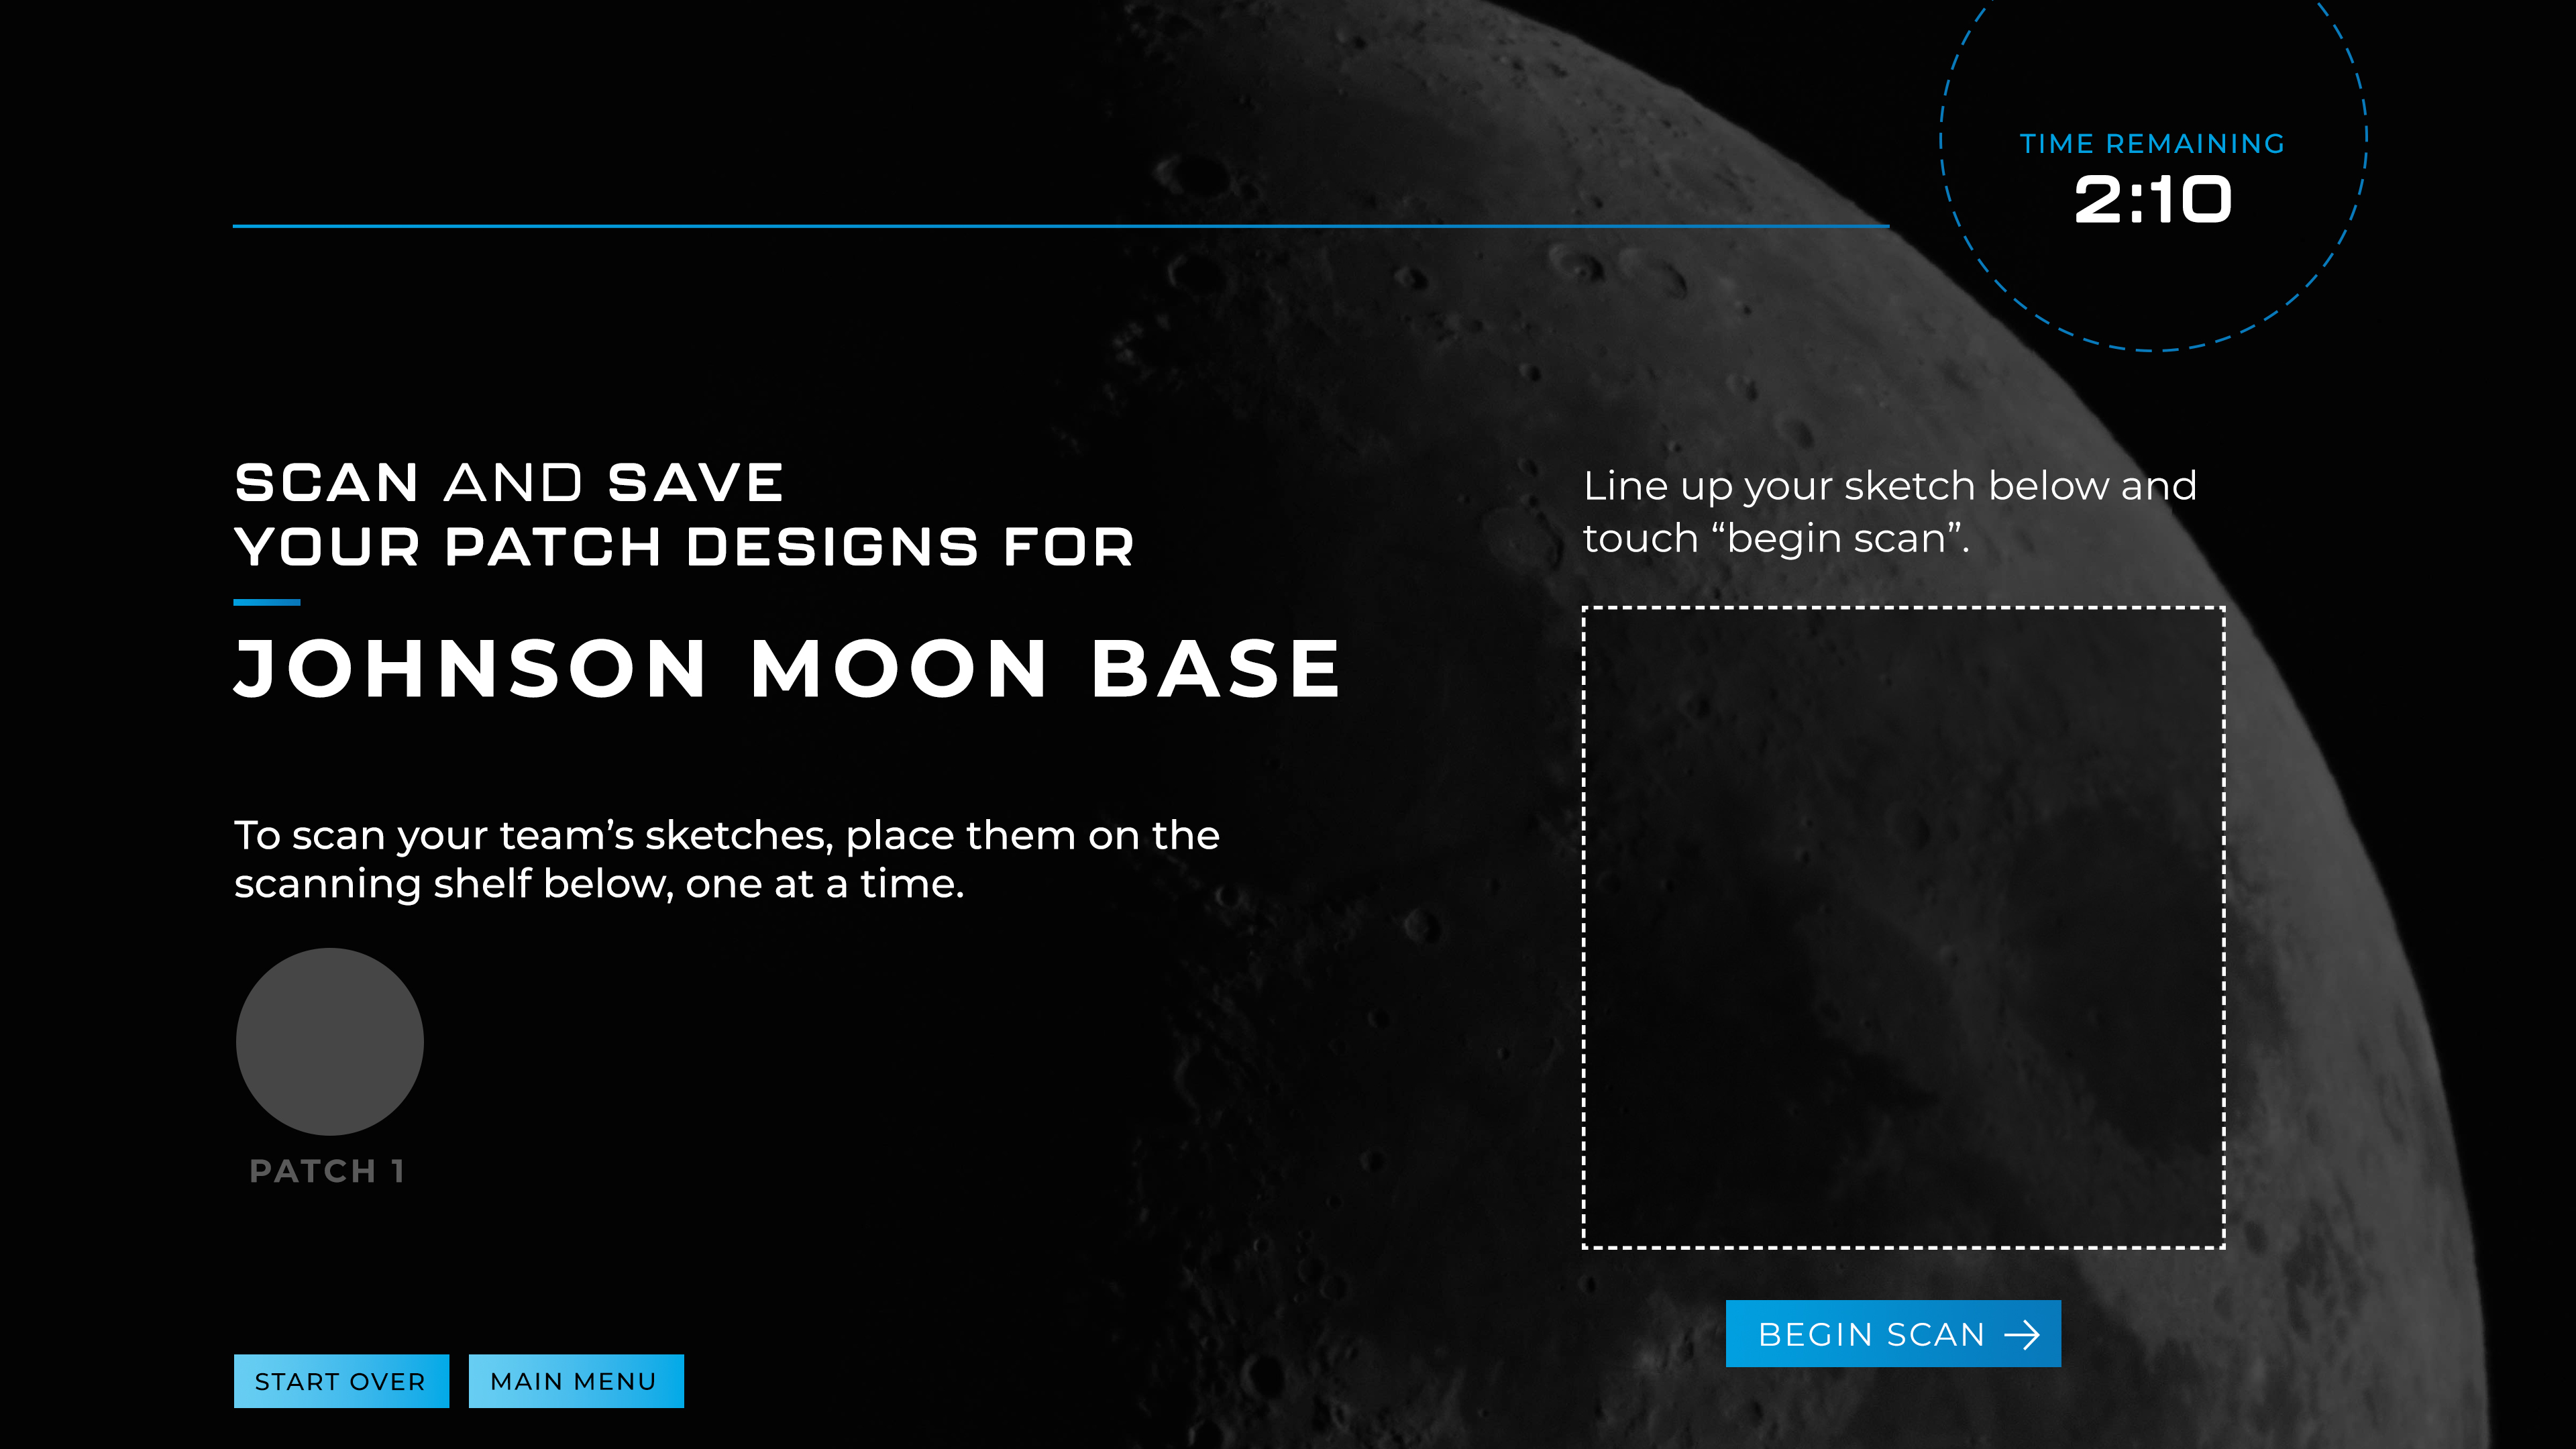 TIME REMAINING
2:10
SCAN AND SAVE
YOUR PATCH DESIGNS FOR
JOHNSON MOON BASE
To scan your team’s sketches, place them on the
scanning shelf below, one at a time.
PATCH 1
START OVER
MAIN MENU
Line up your sketch below and
touch “begin scan”.
BEGIN SCAN